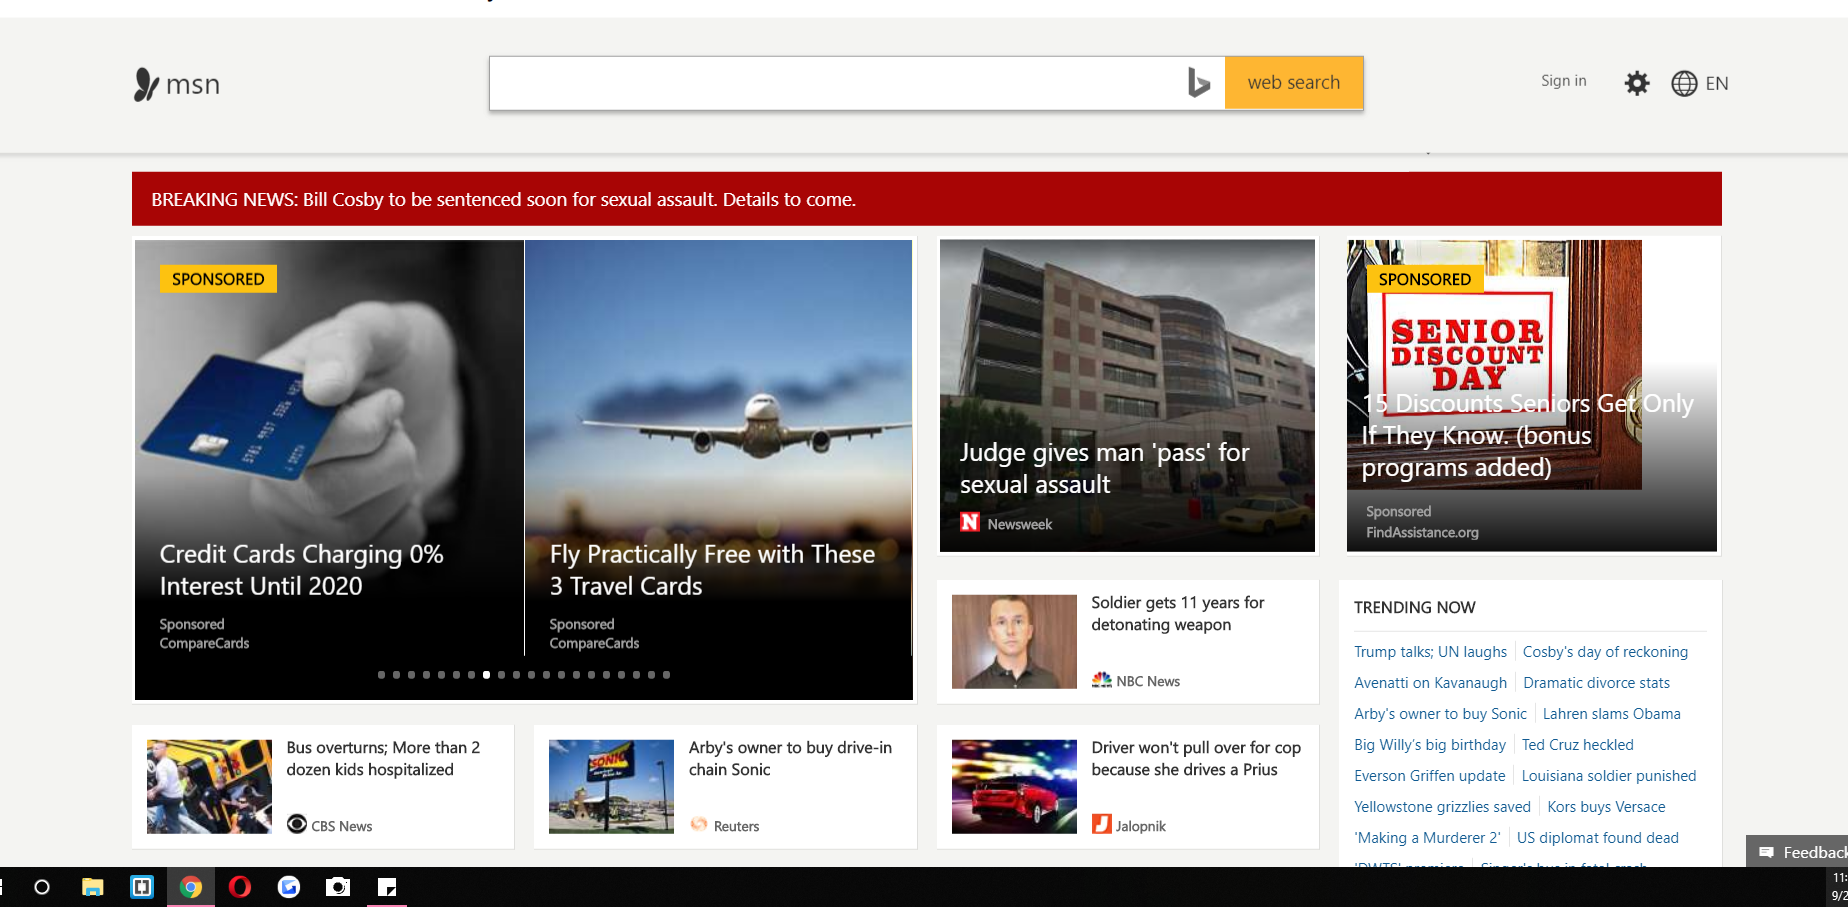 msn
web search
Sign in
EN
BREAKING NEWS: Bill Cosby to be sentenced soon for sexual assault. Details to come.
SPONSORED
Credit Cards Charging 0%
Interest Until 2020
Sponsored
CompareCards
Fly Practically Free with These
3 Travel Cards
Sponsored
CompareCards
Judge gives man 'pass' for
sexual assault
N Newsweek
SPONSORED
SENIOR
DISCOUNT
DAY
15 Discounts Seniors Get Only
If They Know. (bonus
programs added)
Sponsored
FindAssistance.org
Soldier gets 11 years for
detonating weapon
NBC News
Bus overturns; More than 2
dozen kids hospitalized
CBS News
SONIC
Arby's owner to buy drive-in
chain Sonic
Reuters
Driver won't pull over for cop
because she drives a Prius
Jalopnik
TRENDING NOW
Trump talks; UN laughs Cosby's day of reckoning
Avenatti on Kavanaugh Dramatic divorce stats
Arby's owner to buy Sonic Lahren slams Obama
Big Willy's big birthday Ted Cruz heckled
Everson Griffen update Louisiana soldier punished
Yellowstone grizzlies saved Kors buys Versace
'Making a Murderer 2' US diplomat found dead
Feedback
11:
9/2